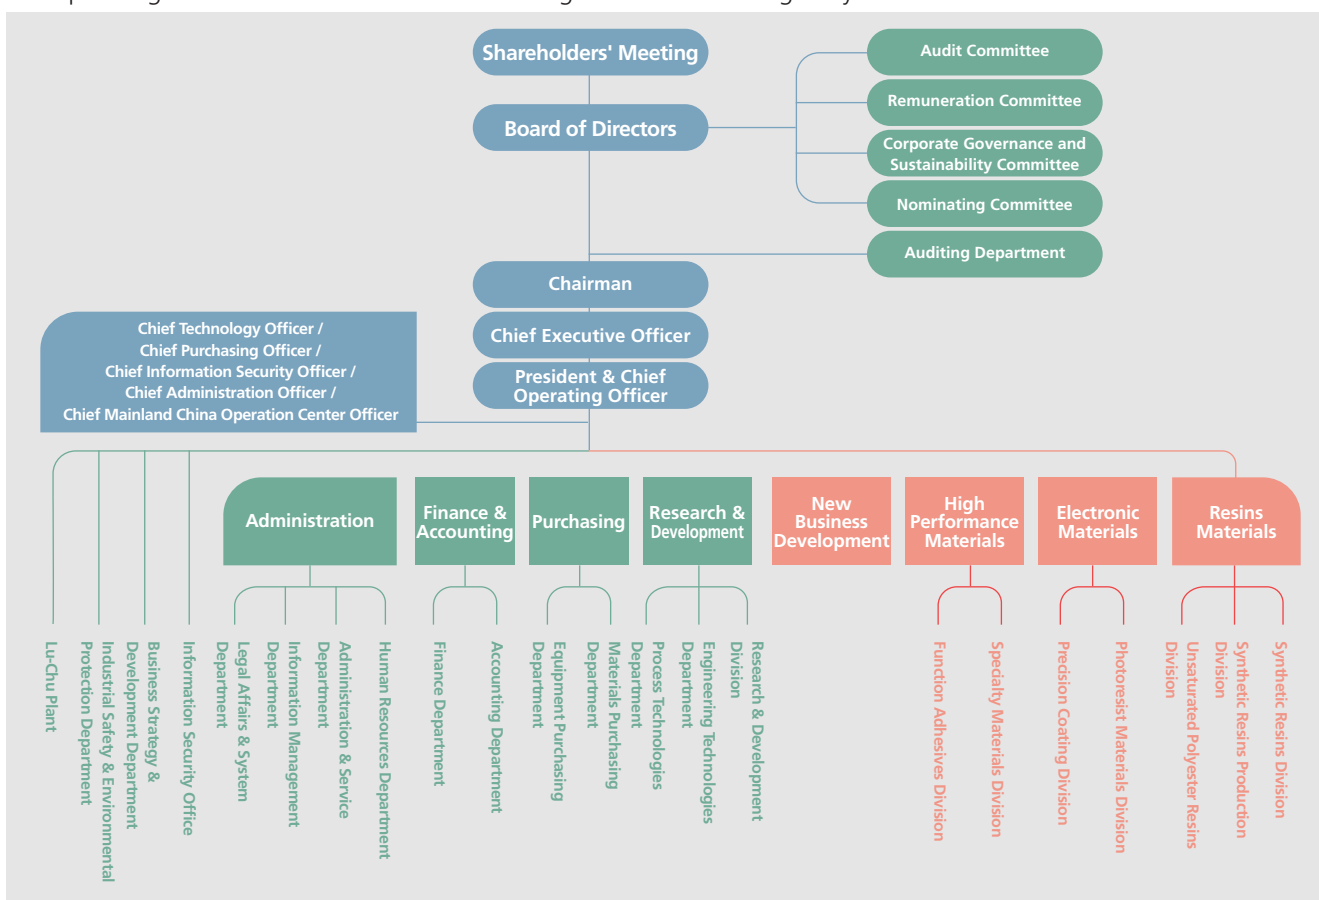 Shareholders' Meeting
Board of Directors
Audit Committee
Remuneration Committee
Corporate Governance and
Sustainability Committee
Nominating Committee
Auditing Department
Chairman
Chief Executive Officer
President & Chief
Operating Officer
Chief Technology Officer /
Chief Purchasing Officer /
Chief Information Security Officer /
Chief Administration Officer /
Chief Mainland China Operation Center Officer
Administration
Finance &
Accounting
Purchasing
Research &
Development
New
Business
Development
High
Performance
Materials
Electronic
Materials
Resins
Materials
Lu-Chu Plant
Industrial Safety & Environmental
Protection Department
Business Strategy &
Development Department
Information Security Office
Legal Affairs & System
Department
Information Management
Department
Administration & Service
Department
Human Resources Department
Finance Department
Accounting Department
Equipment Purchasing
Department
Materials Purchasing
Department
Process Technologies
Department
Engineering Technologies
Department
Research & Development
Division
Function Adhesives Division
Specialty Materials Division
Precision Coating Division
Photoresist Materials Division
Unsaturated Polyester Resins
Division
Synthetic Resins Production
Division
Synthetic Resins Division